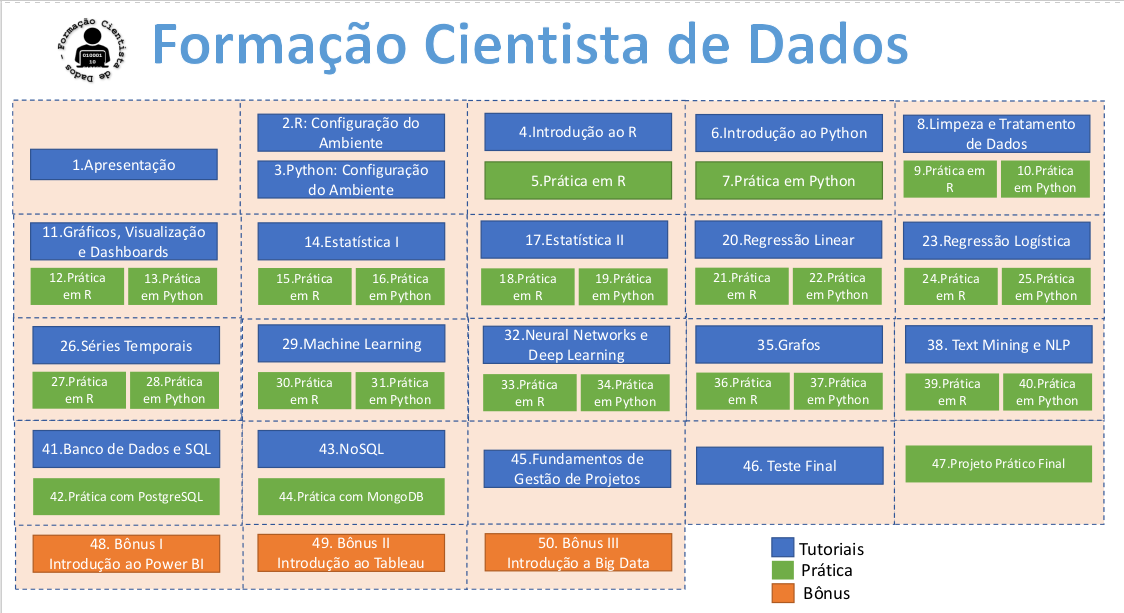 Formação Cientista de Dados -
010001
10
Formação Cientista de Dados
1.Apresentação
2.R: Configuração do
Ambiente
3.Python: Configuração
do Ambiente
4.Introdução ao R
5.Prática em R
6.Introdução ao Python
7.Prática em Python
8.Limpeza e Tratamento
de Dados
9.Prática em
R
10.Prática
em Python
11.Gráficos, Visualização
e Dashboards
12.Prática
em R
13.Prática
em Python
14.Estatística I
15.Prática
em R
16.Prática
em Python
17.Estatística II
18.Prática
em R
19.Prática
em Python
20.Regressão Linear
21.Prática
em R
22.Prática
em Python
23.Regressão Logística
24.Prática
em R
25.Prática
em Python
26.Séries Temporais
27.Prática
em R
28.Prática
em Python
29.Machine Learning
30.Prática
em R
31.Prática
em Python
32.Neural Networks e
Deep Learning
33.Prática
em R
34.Prática
em Python
35.Grafos
36.Prática
em R
37.Prática
em Python
38. Text Mining e NLP
39.Prática
em R
40.Prática
em Python
41.Banco de Dados e SQL
42.Prática com PostgreSQL
43.NoSQL
44.Prática com MongoDB
45.Fundamentos de
Gestão de Projetos
46. Teste Final
47.Projeto Prático Final
48. Bônus I
Introdução ao Power BI
49. Bônus II
Introdução ao Tableau
50. Bônus III
Introdução a Big Data
Tutoriais
Prática
Bônus